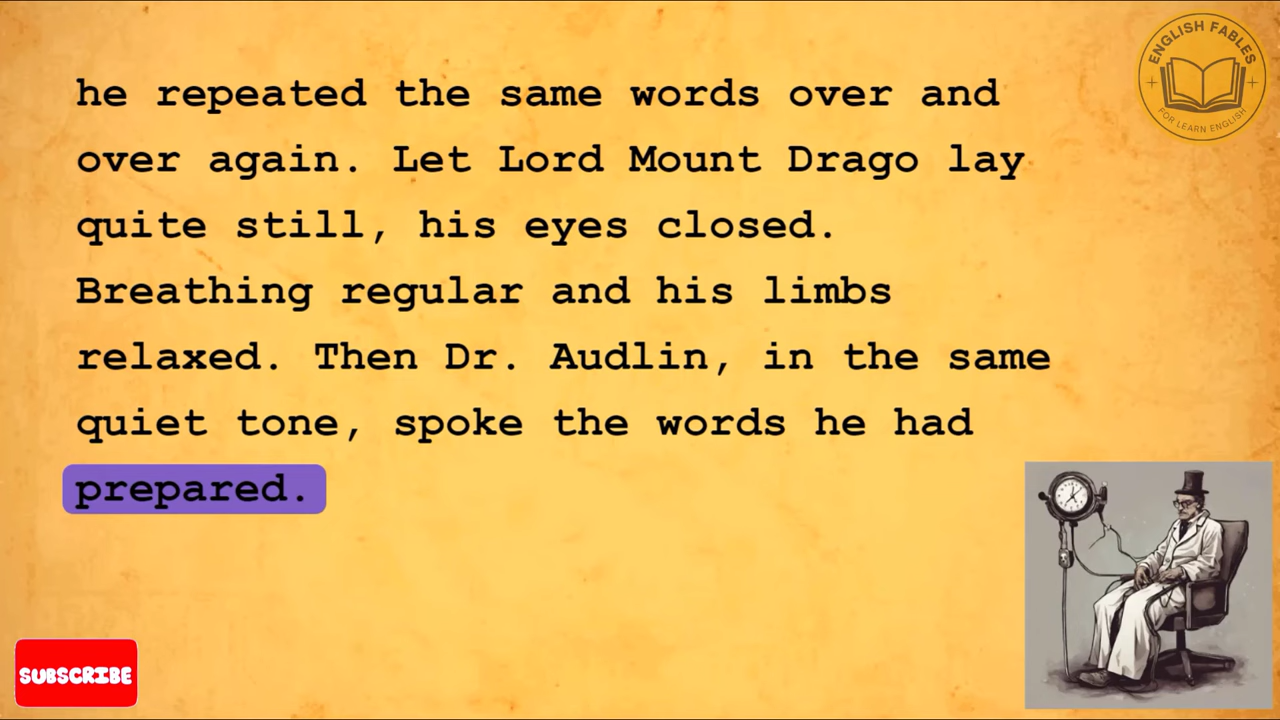 he repeated the same words over and
over again. Let Lord Mount Drago lay
quite still, his eyes closed.
Breathing regular and his limbs
relaxed. Then Dr. Audlin, in the same
quiet tone, spoke the words he had
prepared.
ENGLISH FABLES
FOR LEARN ENGLISH
SUBSCRIBE